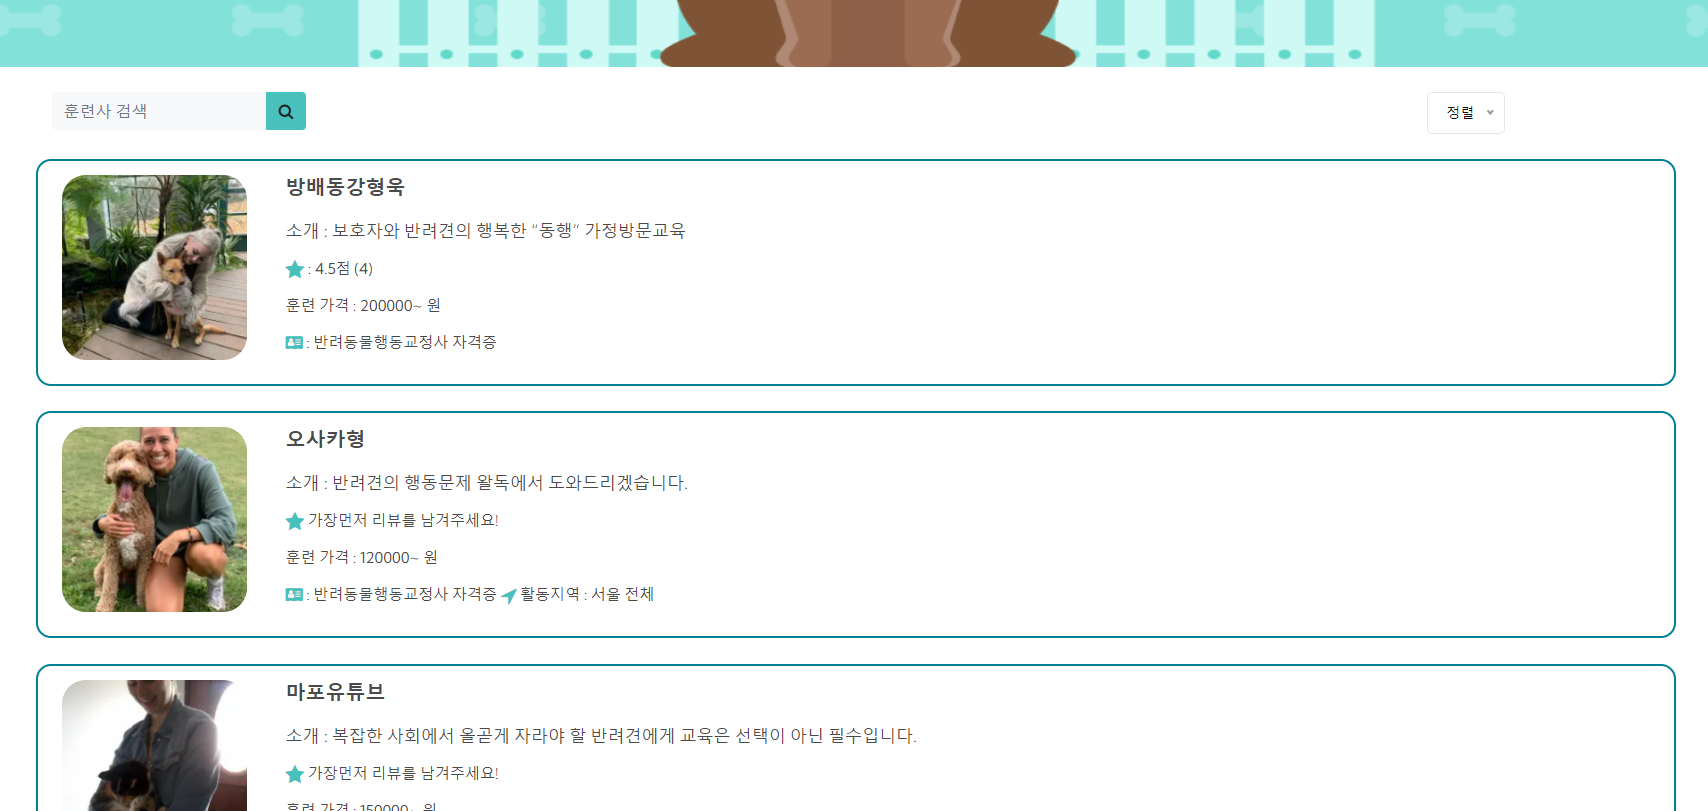 훈련사 검색
정렬
방배동강형욱
소개 : 보호자와 반려견의 행복한 "동행" 가정방문교육
: 4.5점 (4)
훈련 가격 : 200000~ 원
: 반려동물행동교정사 자격증
오사카형
소개 : 반려견의 행동문제 왈독에서 도와드리겠습니다.
가장먼저 리뷰를 남겨주세요!
훈련 가격 : 120000~ 원
: 반려동물행동교정사 자격증 활동지역 : 서울 전체
마포유튜브
소개 : 복잡한 사회에서 올곧게 자라야 할 반려견에게 교육은 선택이 아닌 필수입니다.
가장먼저 리뷰를 남겨주세요!
훈련 가격 : 150000~ 원